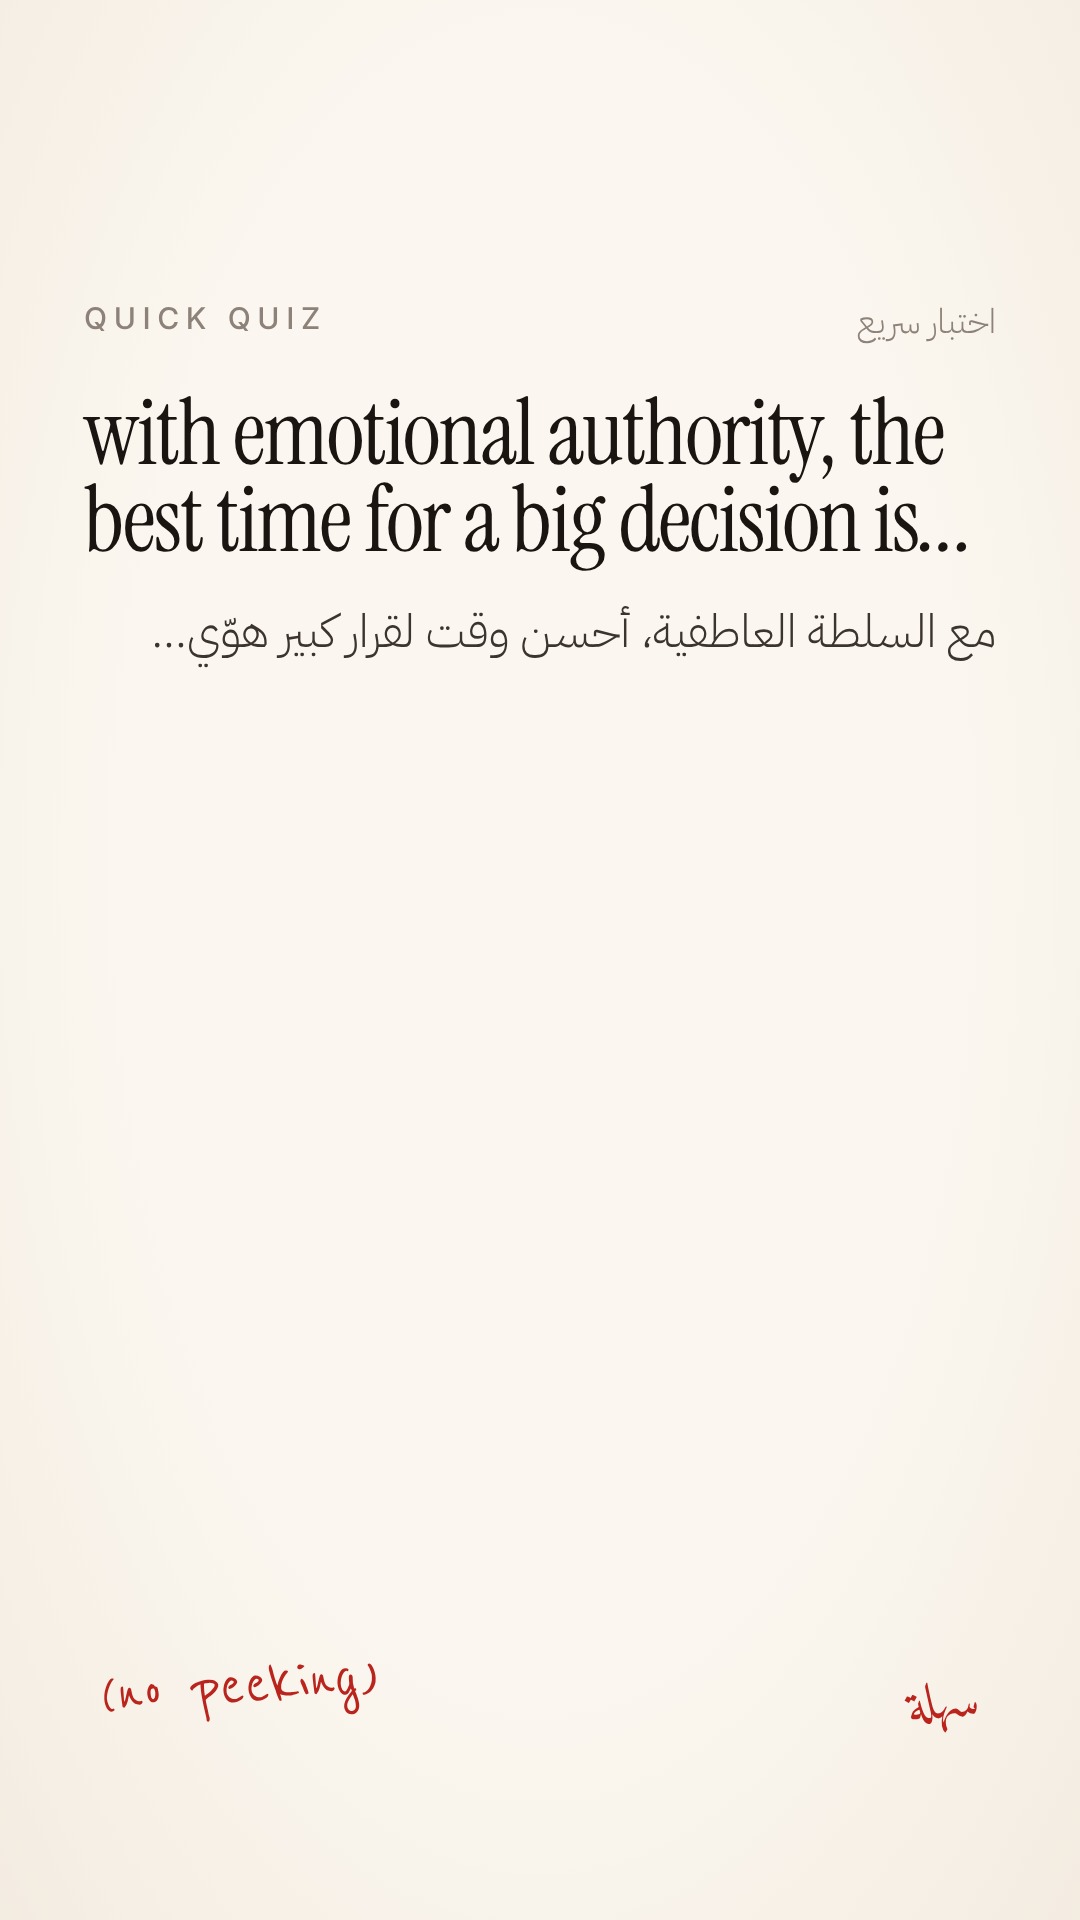 QUICK QUIZ
اختبار سريع
with emotional authority, the
best time for a big decision is...
مع السلطة العاطفية، أحسن وقت لقرار كبير هوّي...
(no peeking)
سهلة